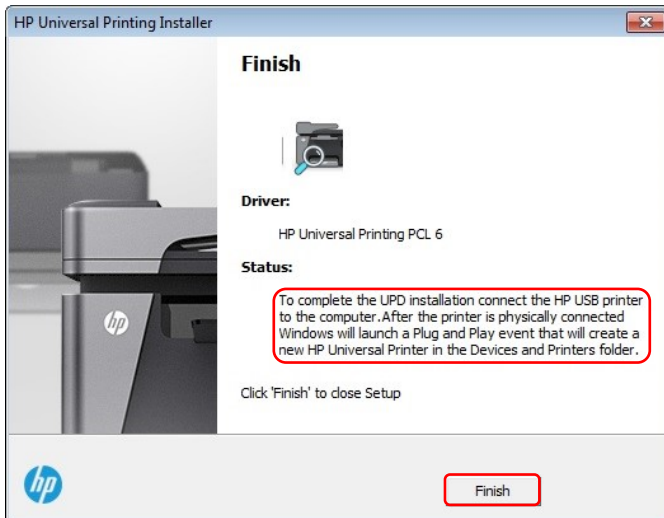 HP Universal Printing Installer
Finish
Driver:
HP Universal Printing PCL 6
Status:
To complete the UPD installation connect the HP USB printer
to the computer.After the printer is physically connected
Windows will launch a Plug and Play event that will create a
new HP Universal Printer in the Devices and Printers folder.
hp
Click 'Finish' to close Setup
hp
Finish